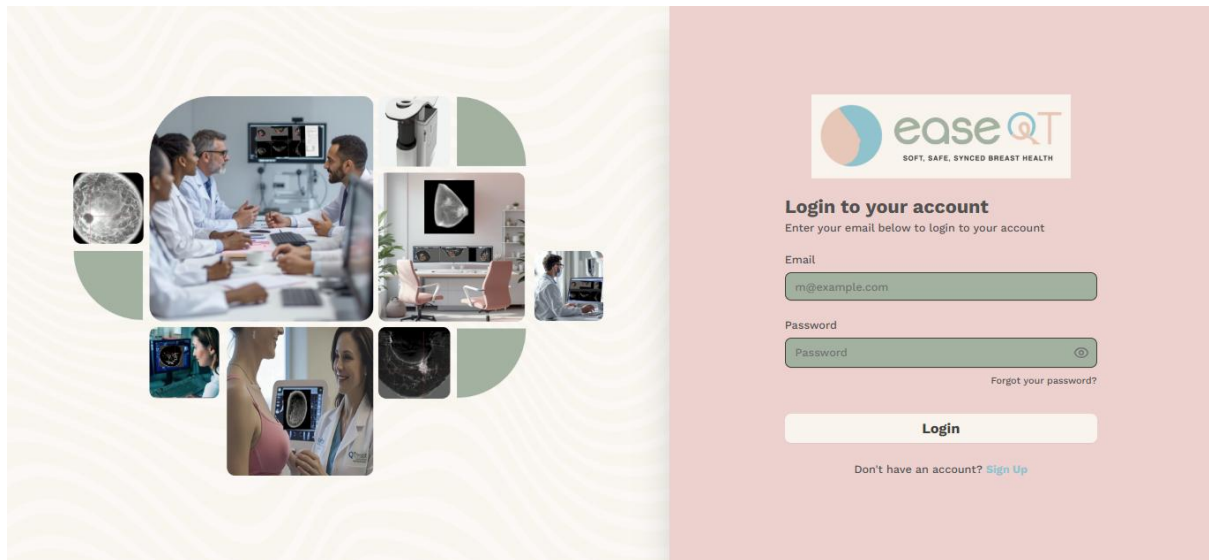 ease QT
SOFT, SAFE, SYNCED BREAST HEALTH
Login to your account
Enter your email below to login to your account
Email
m@example.com
Password
Password
Forgot your password?
Login
Don't have an account? Sign Up